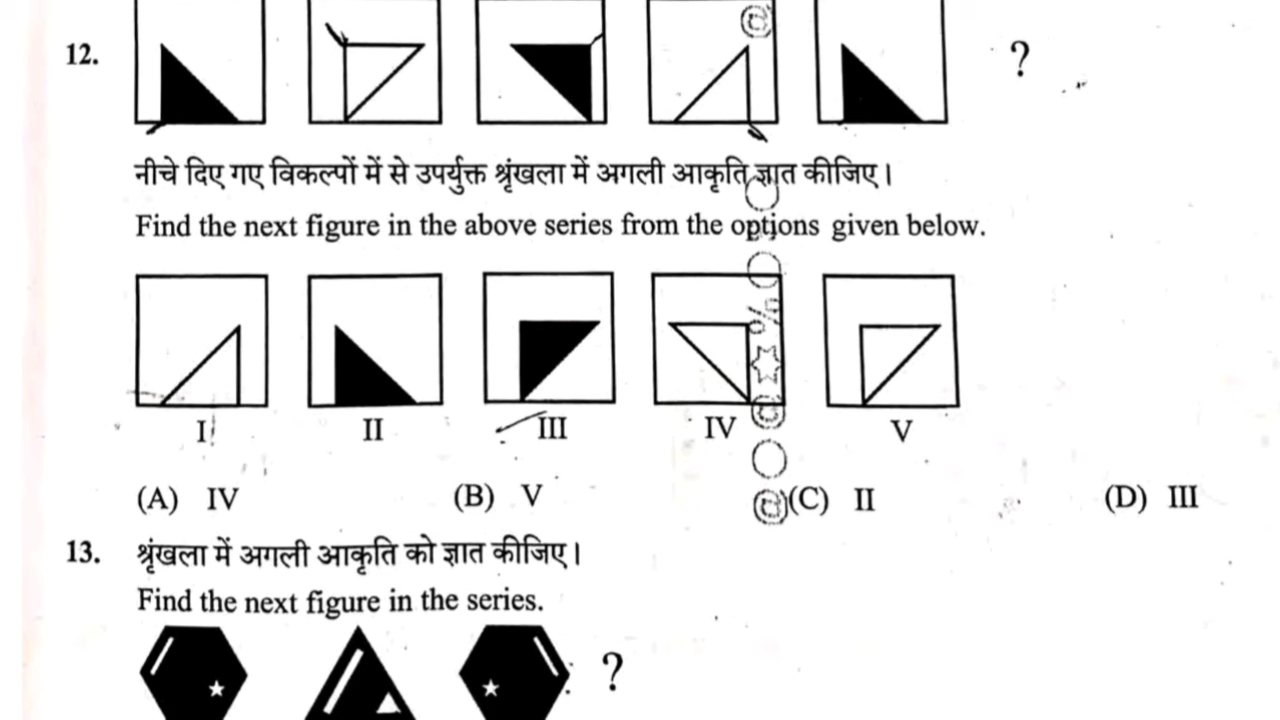 12. ?
नीचे दिए गए विकल्पों में से उपर्युक्त श्रृंखला में अगली आकृति ज्ञात कीजिए।
Find the next figure in the above series from the options given below.
I II III IV V
(A) IV (B) V (C) II (D) III
13. श्रृंखला में अगली आकृति को ज्ञात कीजिए।
Find the next figure in the series.
?